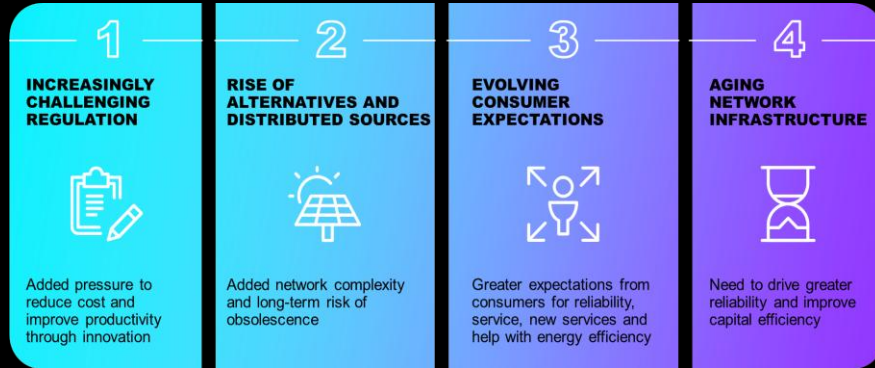 1
INCREASINGLY
CHALLENGING
REGULATION
Added pressure to
reduce cost and
improve productivity
through innovation
2
RISE OF
ALTERNATIVES AND
DISTRIBUTED SOURCES
Added network complexity
and long-term risk of
obsolescence
3
EVOLVING
CONSUMER
EXPECTATIONS
Greater expectations from
consumers for reliability,
service, new services and
help with energy efficiency
4
AGING
NETWORK
INFRASTRUCTURE
Need to drive greater
reliability and improve
capital efficiency